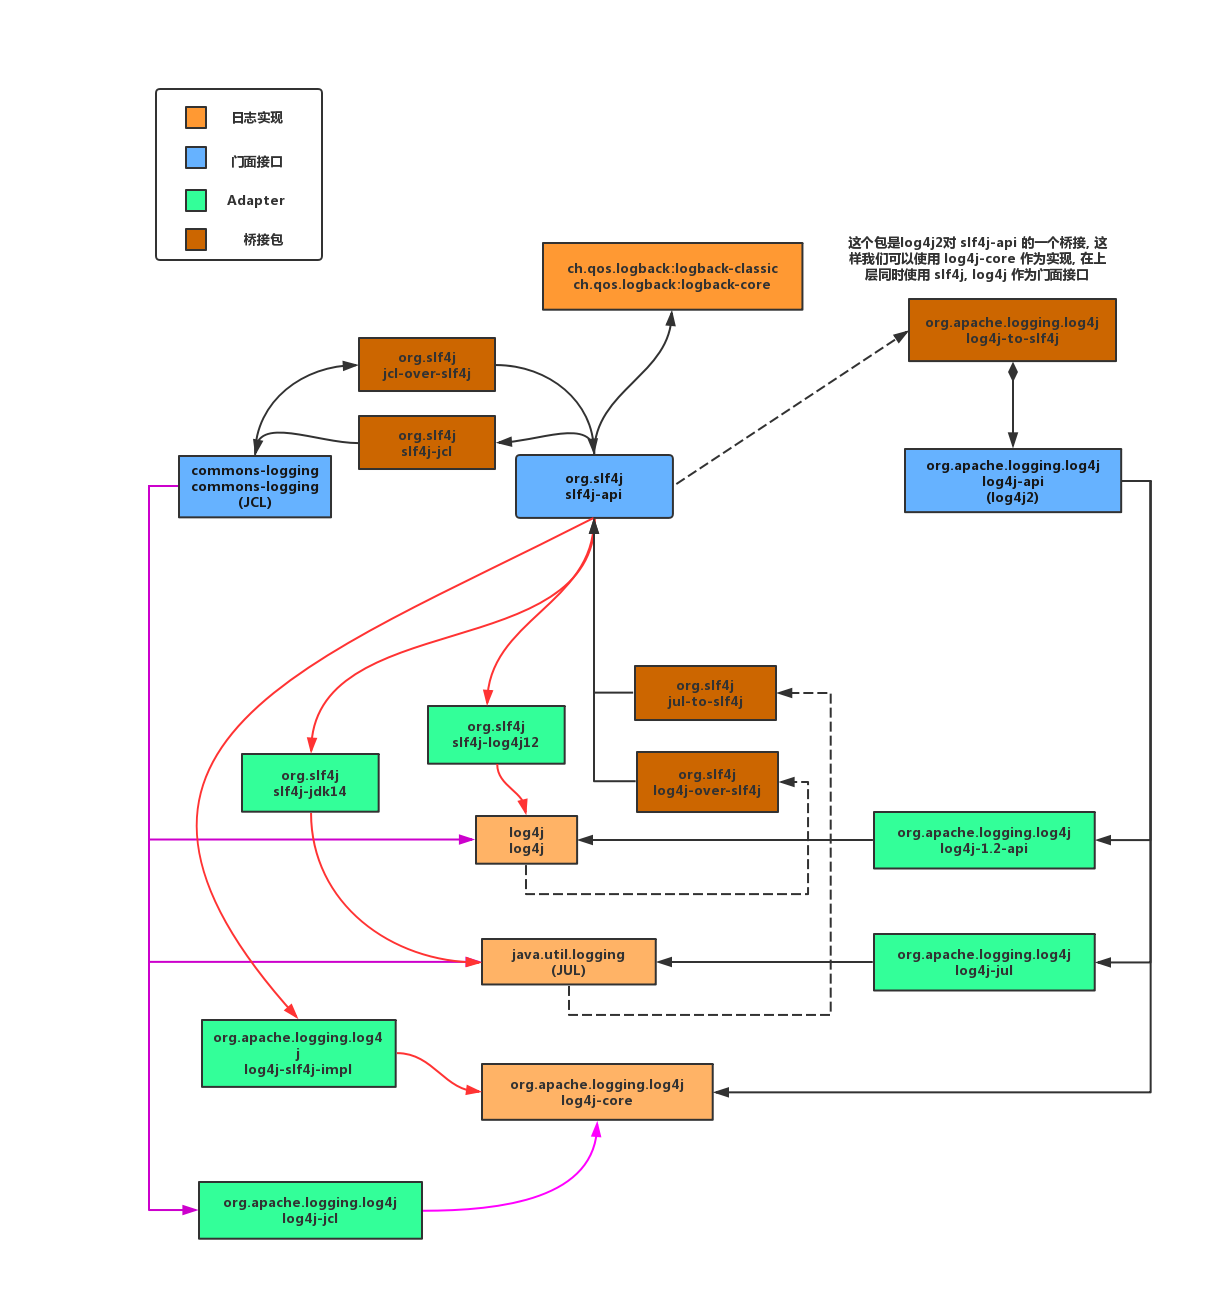 日志实现
门面接口
Adapter
桥接包
ch.qos.logback:logback-classic
ch.qos.logback:logback-core
这个包是log4j2对 slf4j-api 的一个桥接, 这
样我们可以使用 log4j-core 作为实现, 在上
层同时使用 slf4j, log4j 作为门面接口
org.apache.logging.log4j
log4j-to-slf4j
org.slf4j
jcl-over-slf4j
org.slf4j
slf4j-jcl
commons-logging
commons-logging
(JCL)
org.slf4j
slf4j-api
org.apache.logging.log4j
log4j-api
(log4j2)
org.slf4j
jul-to-slf4j
org.slf4j
slf4j-log4j12
org.slf4j
slf4j-jdk14
org.slf4j
log4j-over-slf4j
log4j
log4j
org.apache.logging.log4j
log4j-1.2-api
java.util.logging
(JUL)
org.apache.logging.log4j
log4j-jul
org.apache.logging.log4
j
log4j-slf4j-impl
org.apache.logging.log4j
log4j-core
org.apache.logging.log4j
log4j-jcl